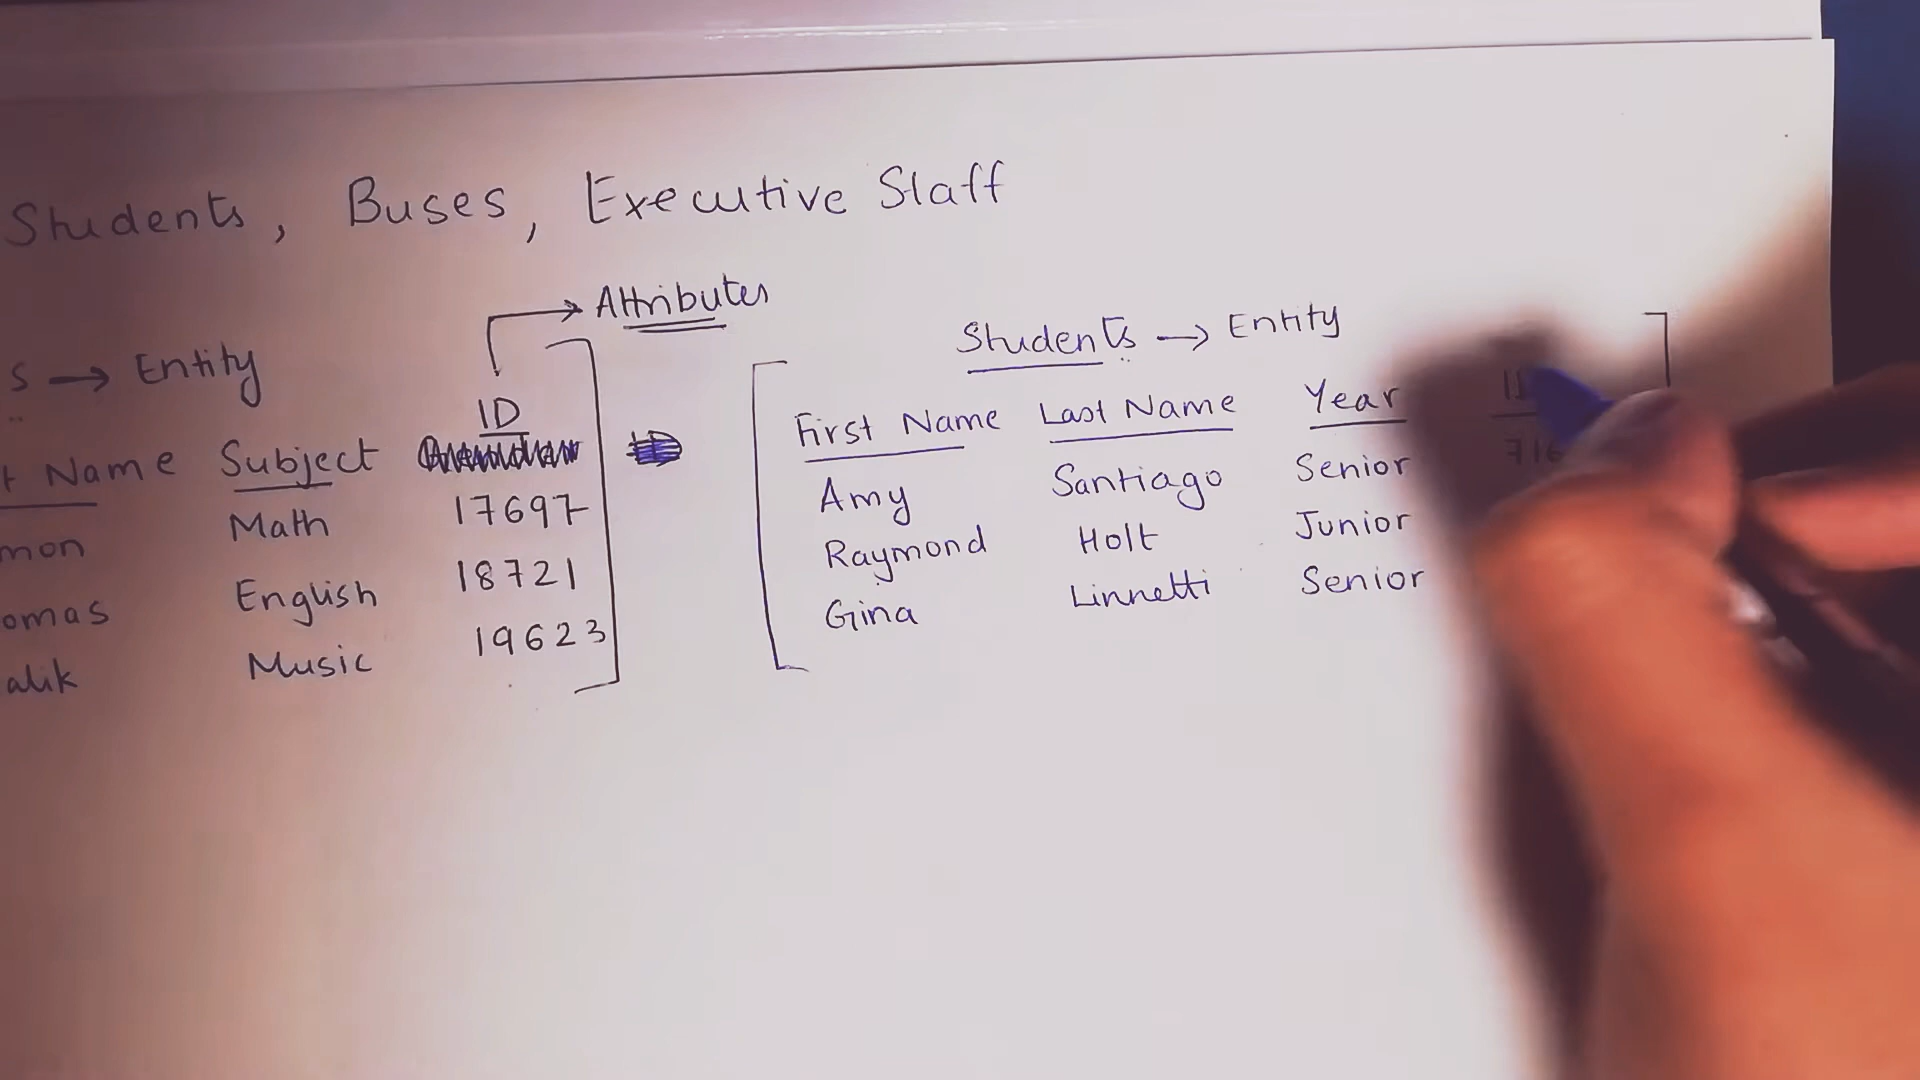 Students, Buses, Executive Staff
Attributes
s → Entity
t Name Subject ID
mon Math 17697
omas English 18721
alik Music 19623
Students → Entity
First Name Last Name Year
Amy Santiago Senior 716
Raymond Holt Junior
Gina Linnetti Senior